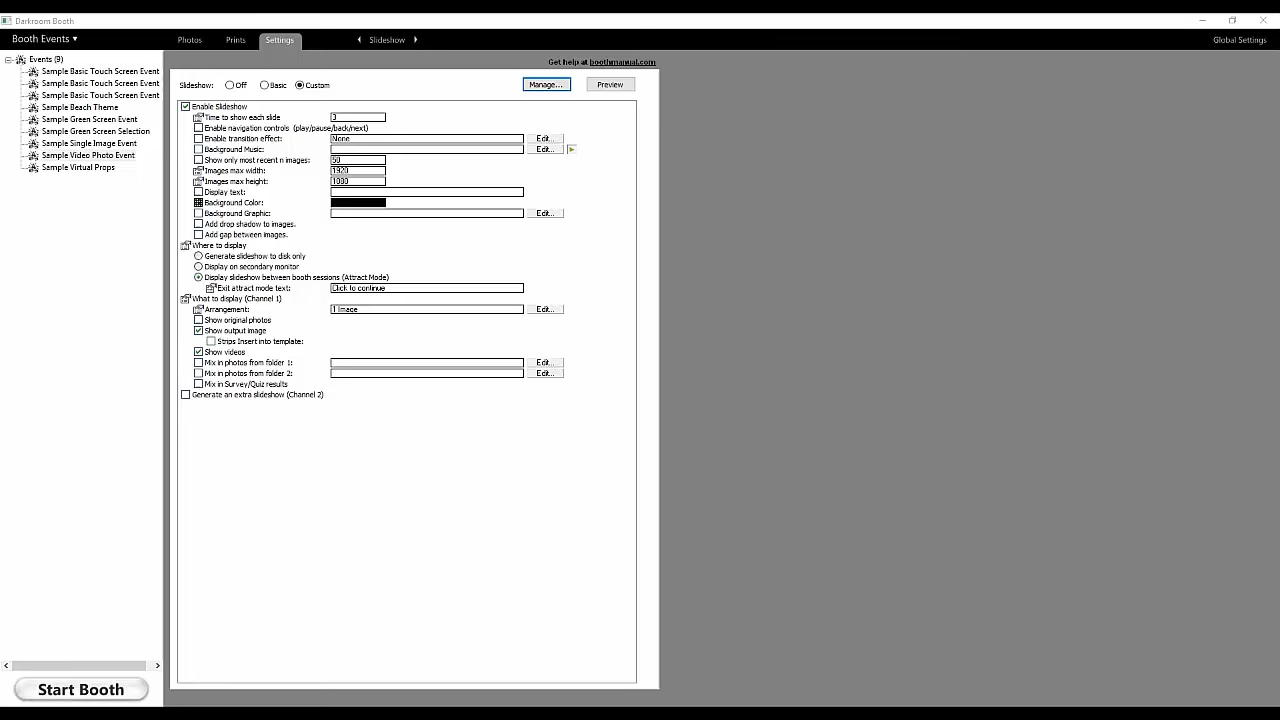 Darkroom Booth
Booth Events Photos Prints Settings Slideshow Global Settings
Get help at boothmanual.com
Events (9)
Sample Basic Touch Screen Event
Sample Basic Touch Screen Event
Sample Basic Touch Screen Event
Sample Beach Theme
Sample Green Screen Event
Sample Green Screen Selection
Sample Single Image Event
Sample Video Photo Event
Sample Virtual Props
Start Booth
Slideshow: Off Basic Custom Manage... Preview
Enable Slideshow
Time to show each slide 3
Enable navigation controls (play/pause/back/next)
Enable transition effect: None Edit...
Background Music: Edit...
Show only most recent n images: 50
Images max width: 1920
Images max height: 1080
Display text:
Background Color:
Background Graphic: Edit...
Add drop shadow to images.
Add gap between images.
Where to display
Generate slideshow to disk only
Display on secondary monitor
Display slideshow between booth sessions (Attract Mode)
Exit attract mode text: Click to continue
What to display (Channel 1)
Arrangement: 1 Image Edit...
Show original photos
Show output image
Strips Insert into template:
Show videos
Mix in photos from folder 1: Edit...
Mix in photos from folder 2: Edit...
Mix in Survey/Quiz results
Generate an extra slideshow (Channel 2)